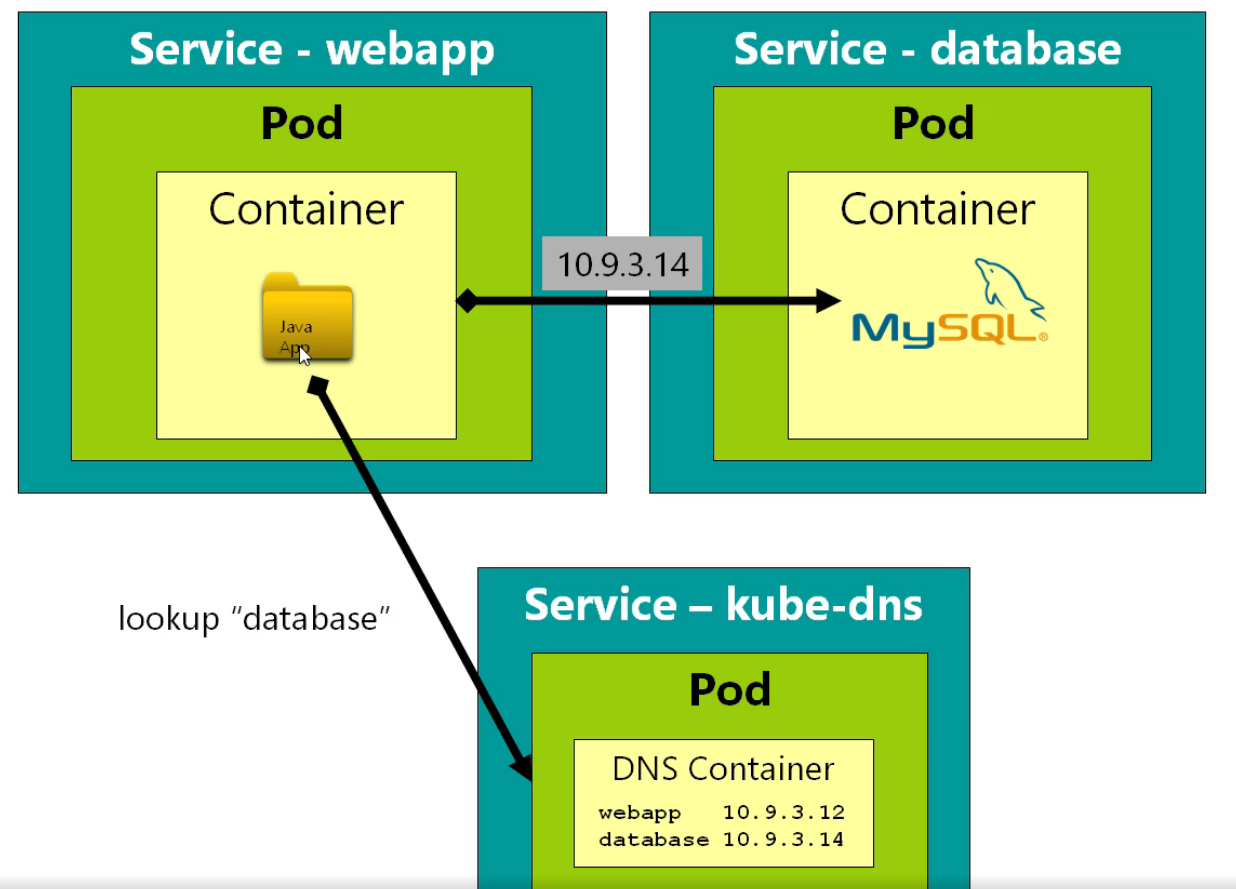 Service - webapp
Pod
Container
Java
App
10.9.3.14
Service - database
Pod
Container
MySQL®
lookup “database”
Service – kube-dns
Pod
DNS Container
webapp 10.9.3.12
database 10.9.3.14